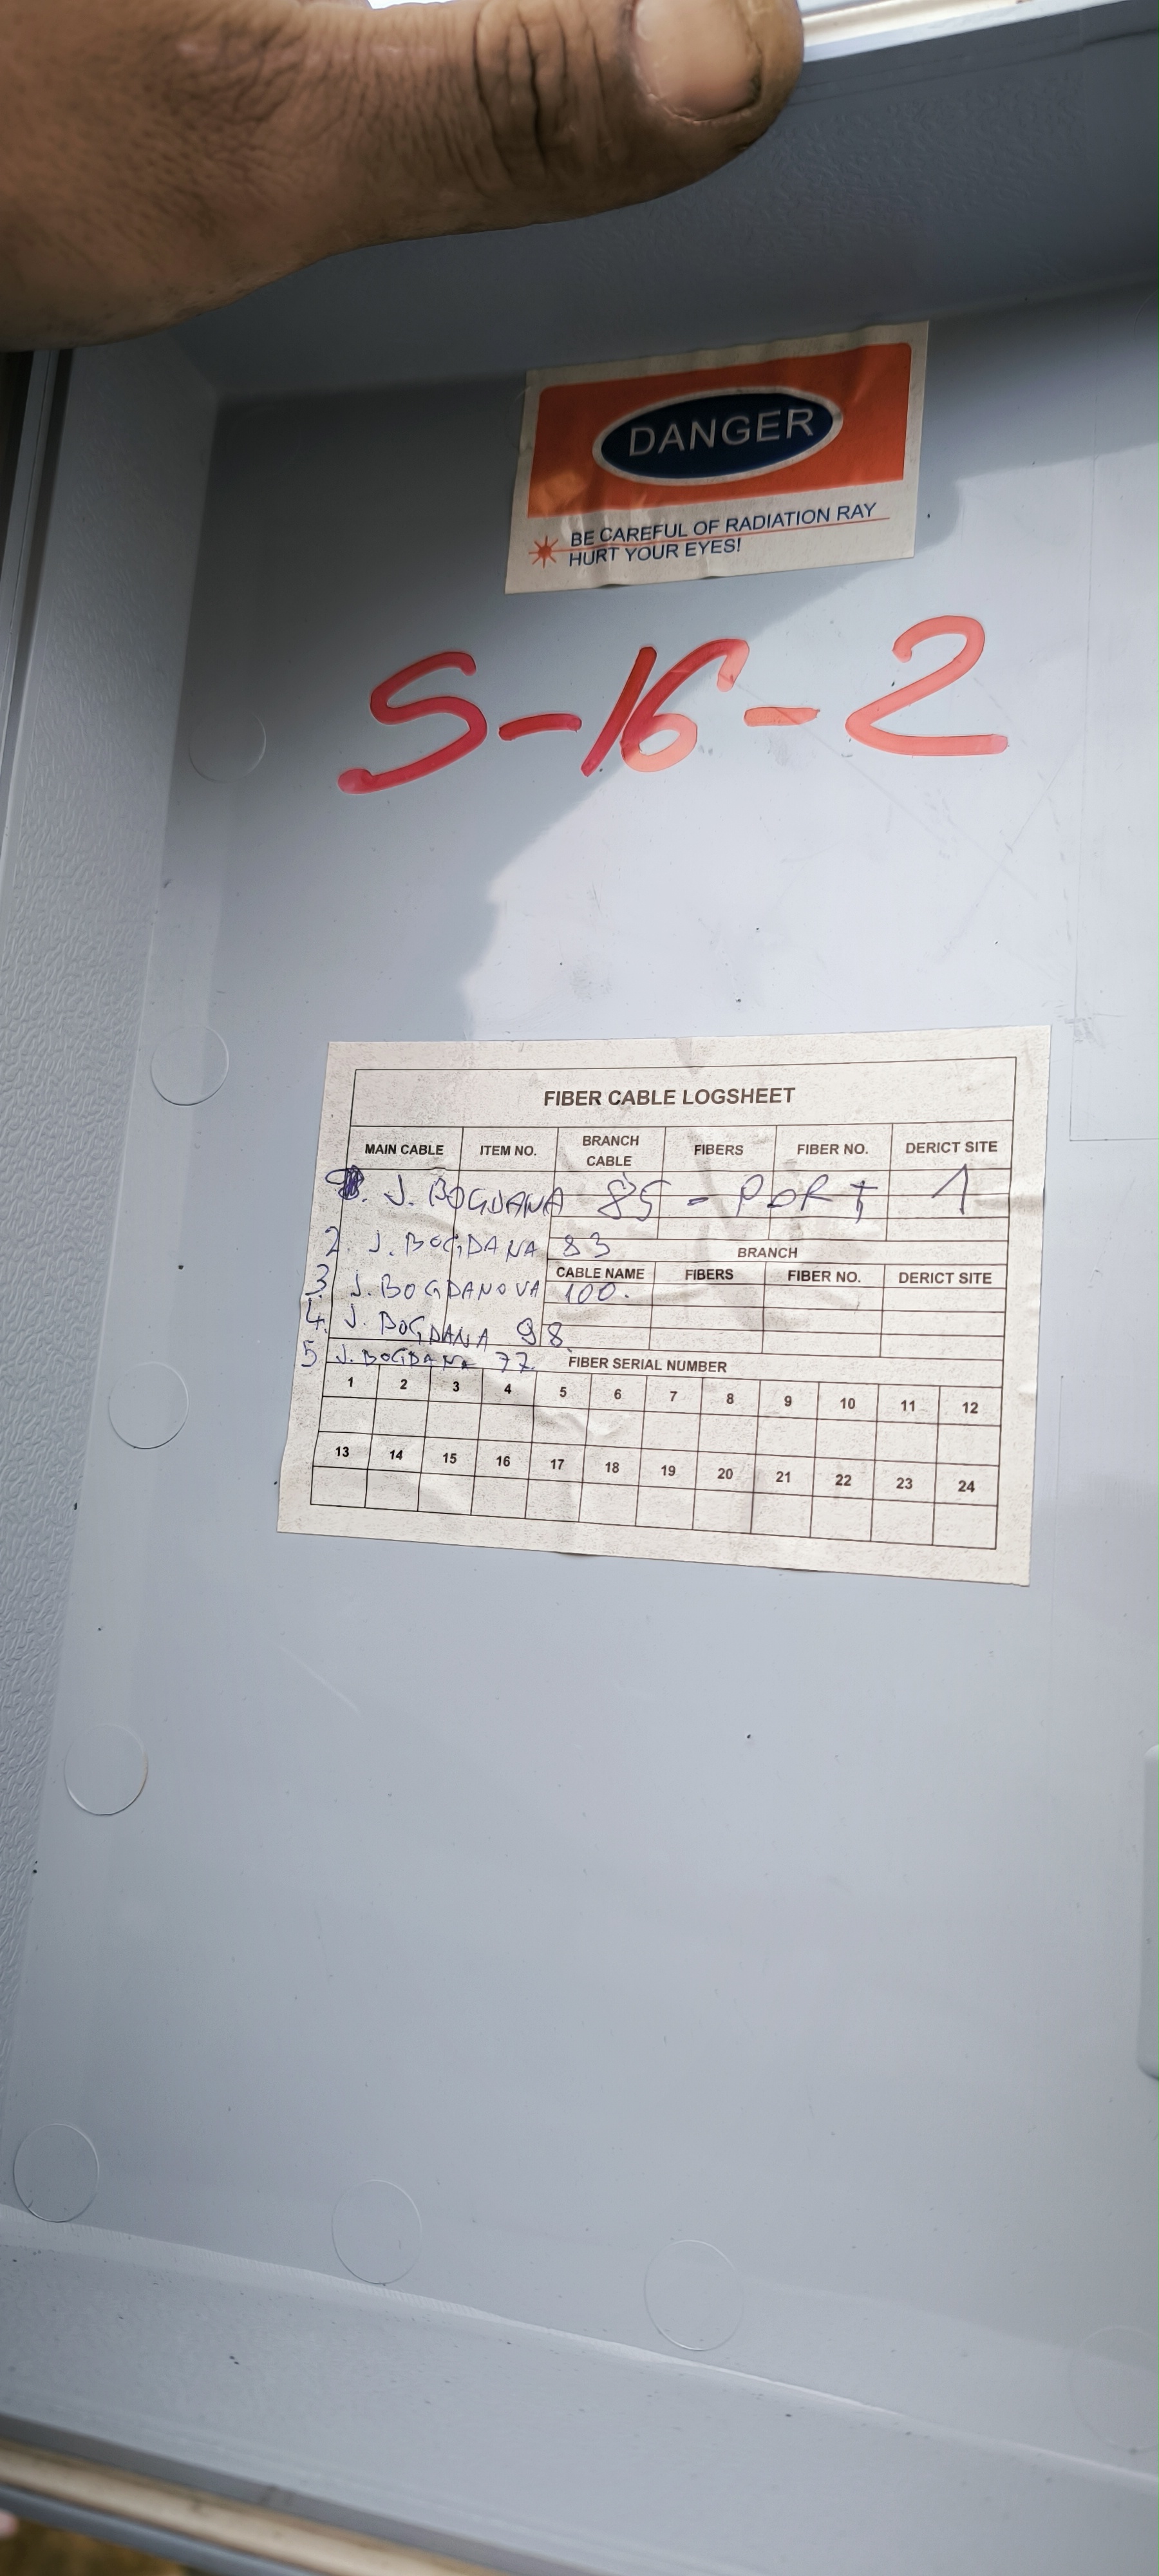 DANGER
BE CAREFUL OF RADIATION RAY
HURT YOUR EYES!
S-16-2
FIBER CABLE LOGSHEET
MAIN CABLE ITEM NO. BRANCH CABLE FIBERS FIBER NO. DERICT SITE
J. BOGDANA 85 - PORT 1
2. J. BOGDANA 83
BRANCH
CABLE NAME FIBERS FIBER NO. DERICT SITE
3. J. BOGDANOVA 100.
4. J. BOGDANA 98
5 J. BOGDANA 77.
FIBER SERIAL NUMBER
1 2 3 4 5 6 7 8 9 10 11 12
13 14 15 16 17 18 19 20 21 22 23 24